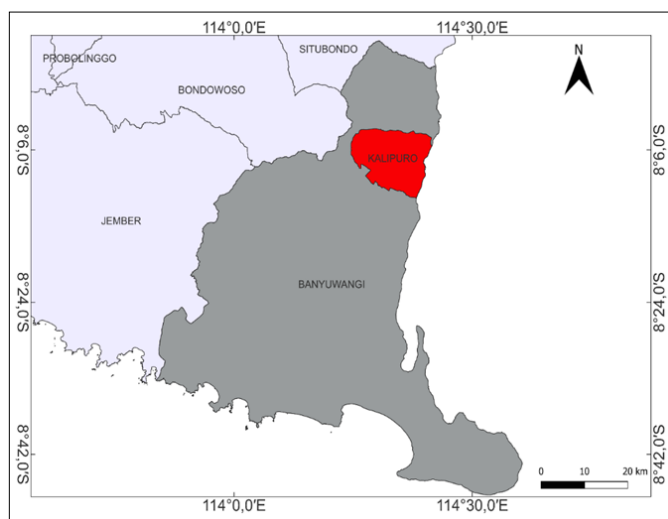 114°0,0'E 114°30,0'E
SITUBONDO
PROBOLINGGO
N
BONDOWOSO
8°6,0'S 8°6,0'S
KALIPURO
JEMBER
BANYUWANGI
8°24,0'S 8°24,0'S
8°42,0'S 8°42,0'S
0 10 20 km
114°0,0'E 114°30,0'E